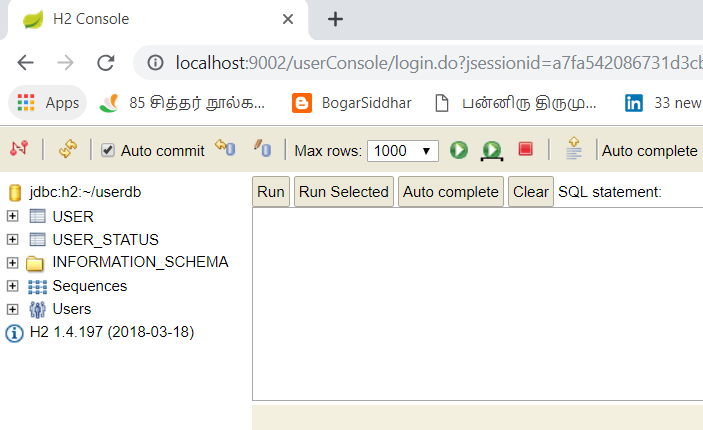 H2 Console
localhost:9002/userConsole/login.do?jsessionid=a7fa542086731d3cb
Apps 85 சித்தர் நூல்க... BogarSiddhar பன்னிரு திருமு... 33 new
Auto commit Max rows: 1000 Auto complete
jdbc:h2:~/userdb Run Run Selected Auto complete Clear SQL statement:
USER
USER_STATUS
INFORMATION_SCHEMA
Sequences
Users
H2 1.4.197 (2018-03-18)